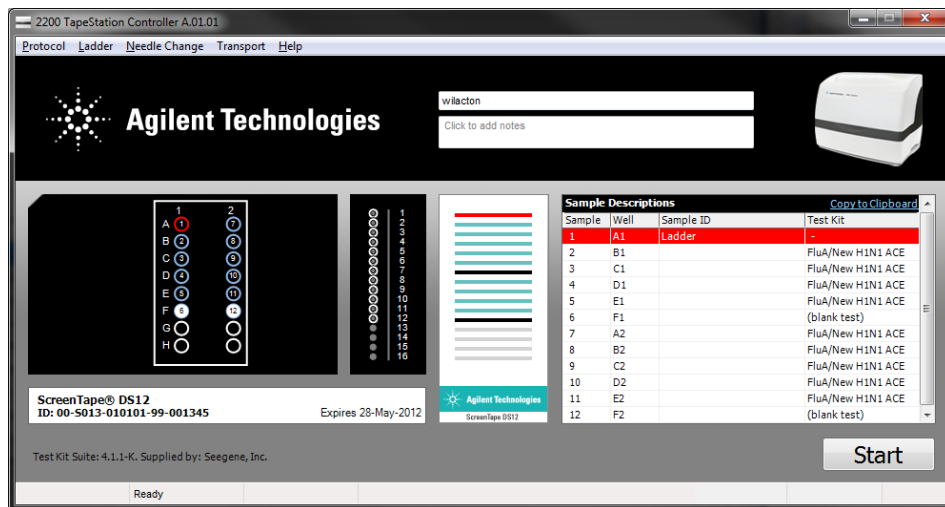 2200 TapeStation Controller A.01.01
Protocol Ladder Needle Change Transport Help
Agilent Technologies
wilacton
Click to add notes
1 2
A 1 7
B 2 8
C 3 9
D 4 10
E 5 11
F 6 12
G
H
1
2
3
4
5
6
7
8
9
10
11
12
13
14
15
16
Agilent Technologies
ScreenTape DS12
ScreenTape® DS12
ID: 00-S013-010101-99-001345 Expires 28-May-2012
Sample Descriptions Copy to Clipboard
Sample Well Sample ID Test Kit
1 A1 Ladder -
2 B1 FluA/New H1N1 ACE
3 C1 FluA/New H1N1 ACE
4 D1 FluA/New H1N1 ACE
5 E1 FluA/New H1N1 ACE
6 F1 (blank test)
7 A2 FluA/New H1N1 ACE
8 B2 FluA/New H1N1 ACE
9 C2 FluA/New H1N1 ACE
10 D2 FluA/New H1N1 ACE
11 E2 FluA/New H1N1 ACE
12 F2 (blank test)
Test Kit Suite: 4.1.1-K. Supplied by: Seegene, Inc.
Start
Ready